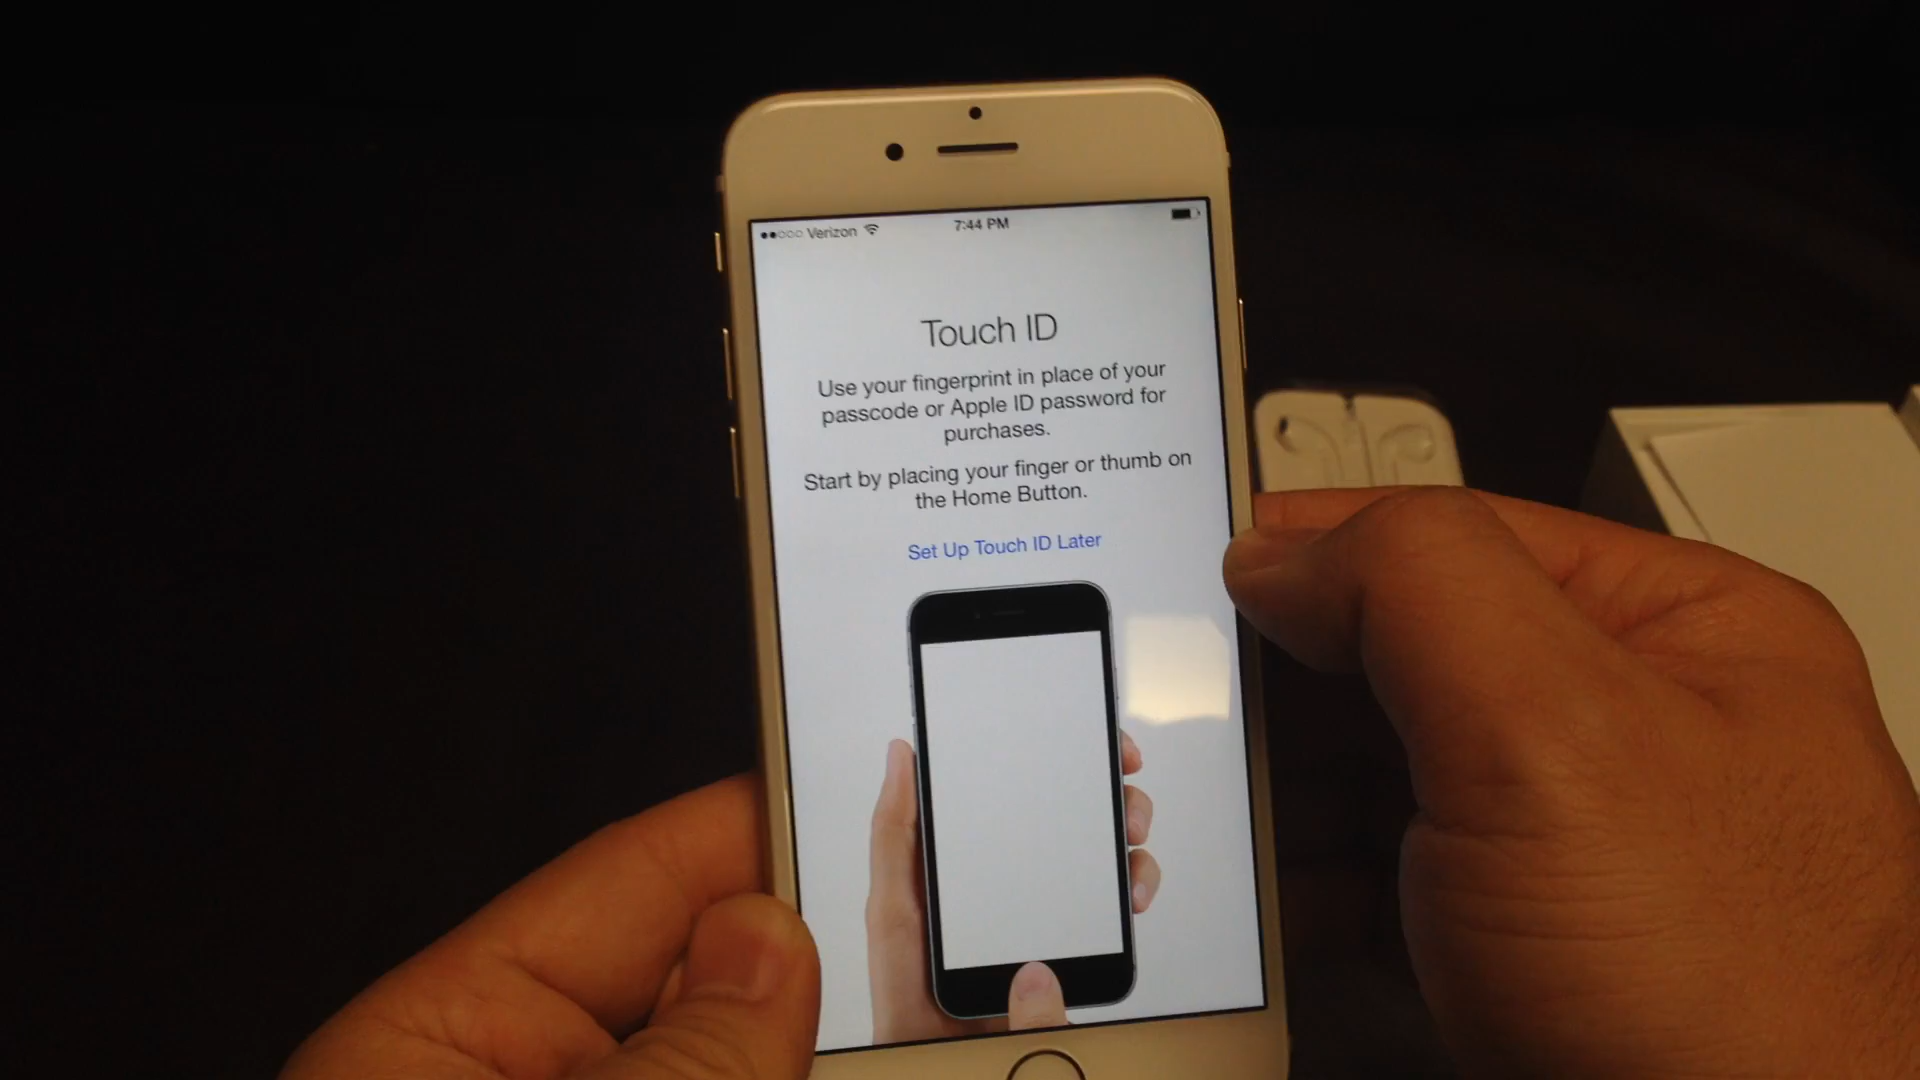 Verizon 7:44 PM
Touch ID
Use your fingerprint in place of your
passcode or Apple ID password for
purchases.
Start by placing your finger or thumb on
the Home Button.
Set Up Touch ID Later